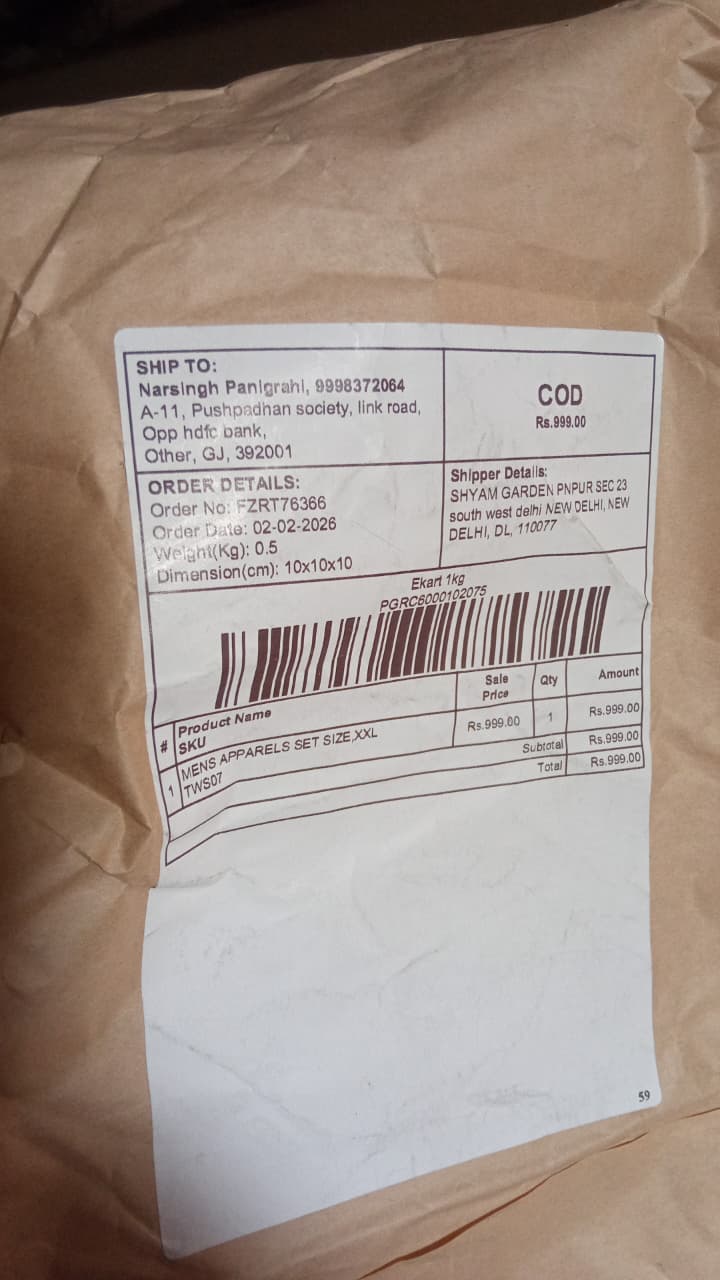 SHIP TO:
Narsingh Panigrahi, 9998372064
A-11, Pushpadhan society, link road,
Opp hdfc bank,
Other, GJ, 392001
COD
Rs.999.00
ORDER DETAILS:
Order No: FZRT76366
Order Date: 02-02-2026
Weight(Kg): 0.5
Dimension(cm): 10x10x10
Shipper Details:
SHYAM GARDEN PNPUR SEC 23
south west delhi NEW DELHI, NEW
DELHI, DL, 110077
Ekart 1kg
PGRC6000102075
# Product Name SKU Sale Price Qty Amount
1 MENS APPARELS SET SIZE,XXL TWS07 Rs.999.00 1 Rs.999.00
Subtotal Rs.999.00
Total Rs.999.00
59